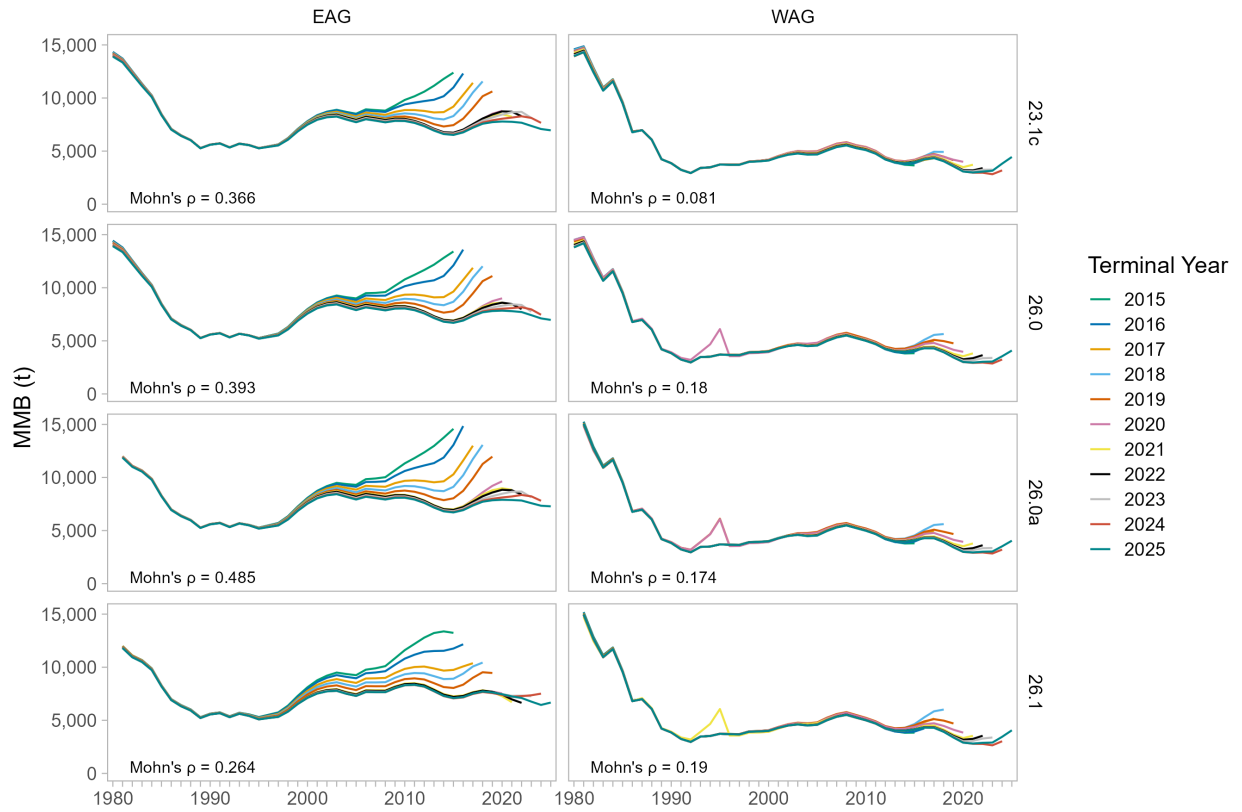 EAG WAG
15,000
10,000
5,000
0
Mohn's ρ = 0.366 Mohn's ρ = 0.081
23.1c
15,000
10,000
5,000
0
Mohn's ρ = 0.393 Mohn's ρ = 0.18
26.0
MMB (t)
15,000
10,000
5,000
0
Mohn's ρ = 0.485 Mohn's ρ = 0.174
26.0a
15,000
10,000
5,000
0
Mohn's ρ = 0.264 Mohn's ρ = 0.19
26.1
1980 1990 2000 2010 2020 1980 1990 2000 2010 2020
Terminal Year
2015
2016
2017
2018
2019
2020
2021
2022
2023
2024
2025